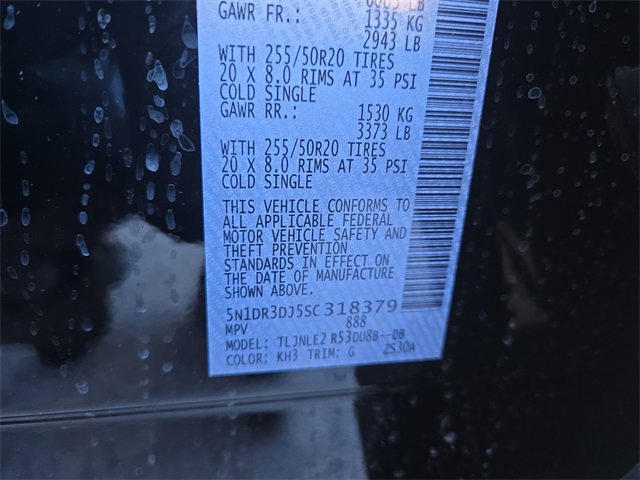 GAWR FR.: 1335 KG
2943 LB
WITH 255/50R20 TIRES
20 X 8.0 RIMS AT 35 PSI
COLD SINGLE
GAWR RR.: 1530 KG
3373 LB
WITH 255/50R20 TIRES
20 X 8.0 RIMS AT 35 PSI
COLD SINGLE
THIS VEHICLE CONFORMS TO
ALL APPLICABLE FEDERAL
MOTOR VEHICLE SAFETY AND
THEFT PREVENTION
STANDARDS IN EFFECT ON
THE DATE OF MANUFACTURE
SHOWN ABOVE.
5N1DR3DJ5SC318379
MPV 888
MODEL: TLJNLE2 R53DU8B--DB
COLOR: KH3 TRIM: G ZS30A